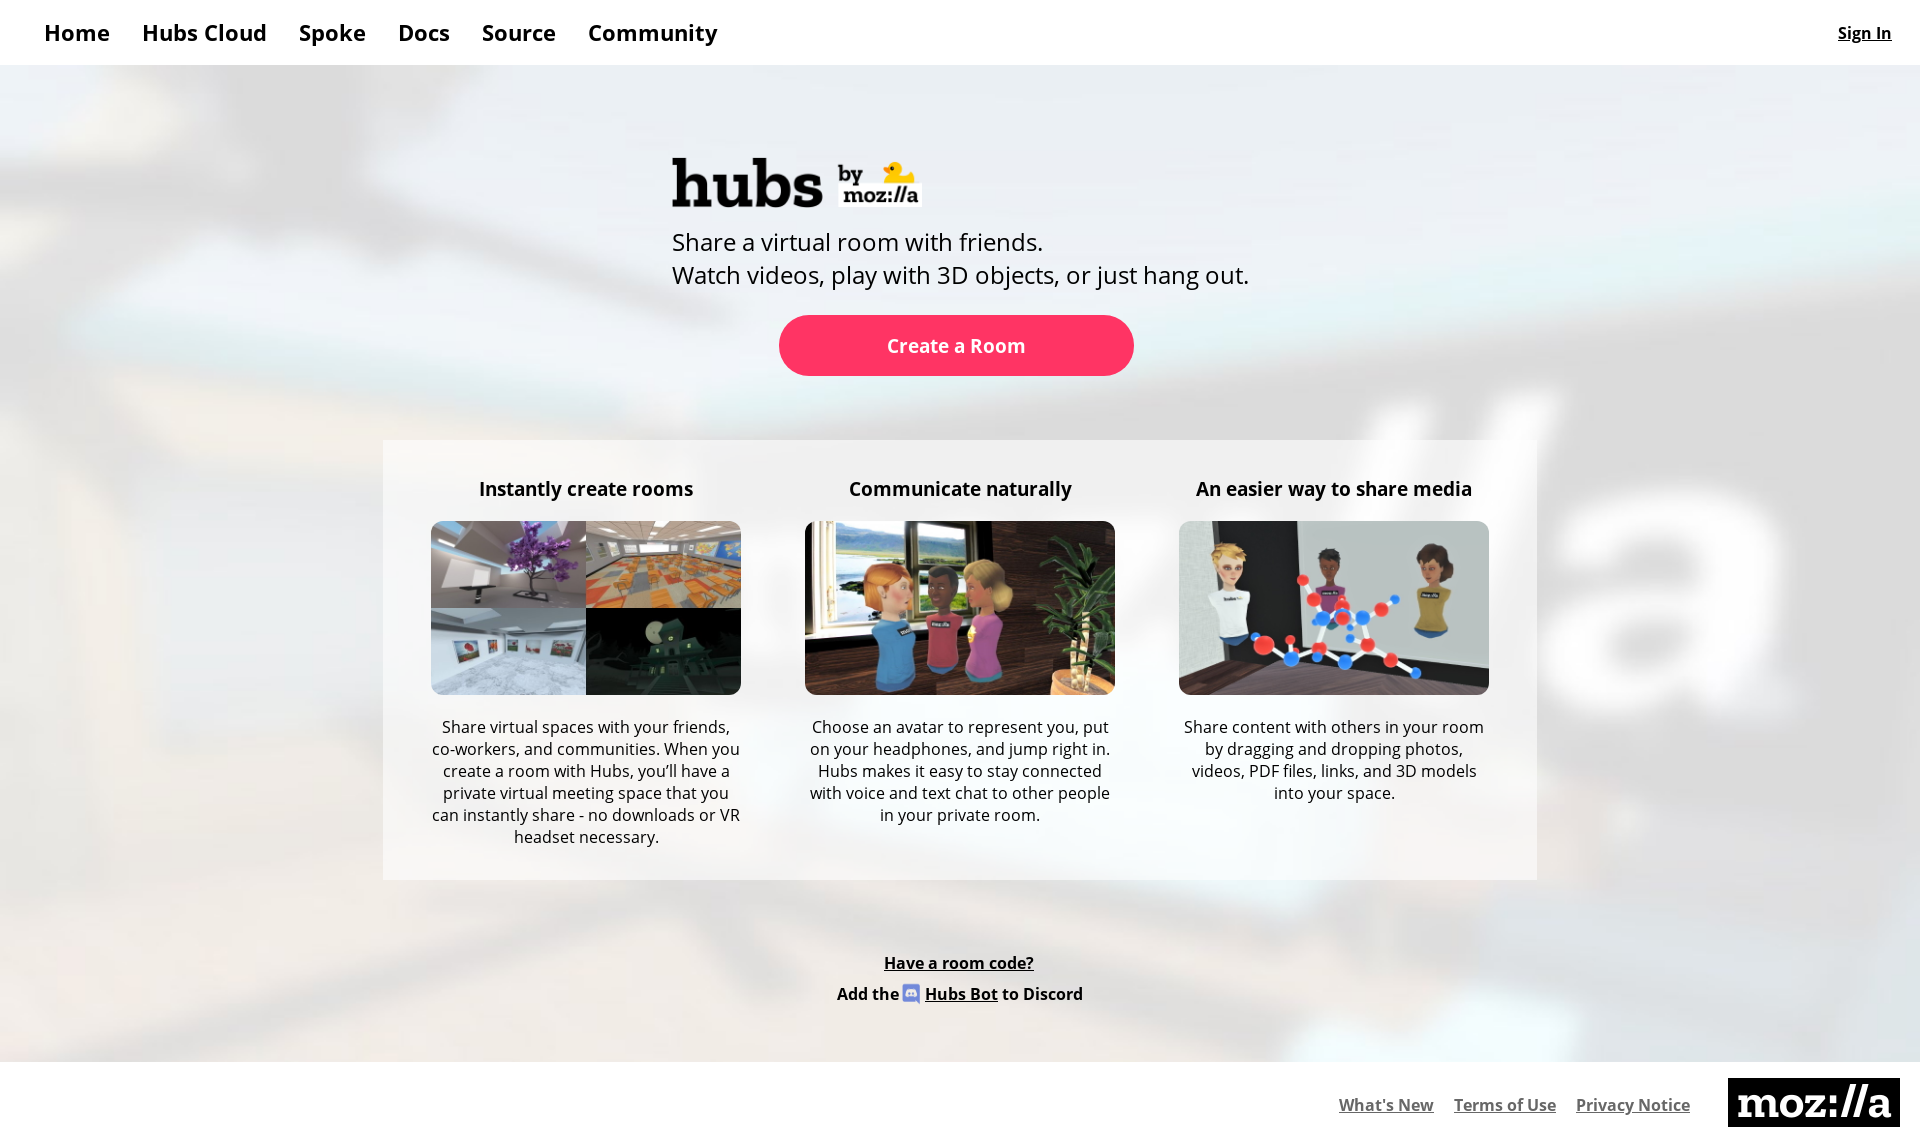 Home Hubs Cloud Spoke Docs Source Community Sign In
hubs by moz://a
Share a virtual room with friends.
Watch videos, play with 3D objects, or just hang out.
Create a Room
Instantly create rooms
Share virtual spaces with your friends,
co-workers, and communities. When you
create a room with Hubs, you’ll have a
private virtual meeting space that you
can instantly share - no downloads or VR
headset necessary.
Communicate naturally
Choose an avatar to represent you, put
on your headphones, and jump right in.
Hubs makes it easy to stay connected
with voice and text chat to other people
in your private room.
An easier way to share media
Share content with others in your room
by dragging and dropping photos,
videos, PDF files, links, and 3D models
into your space.
Have a room code?
Add the Hubs Bot to Discord
What's New Terms of Use Privacy Notice moz://a